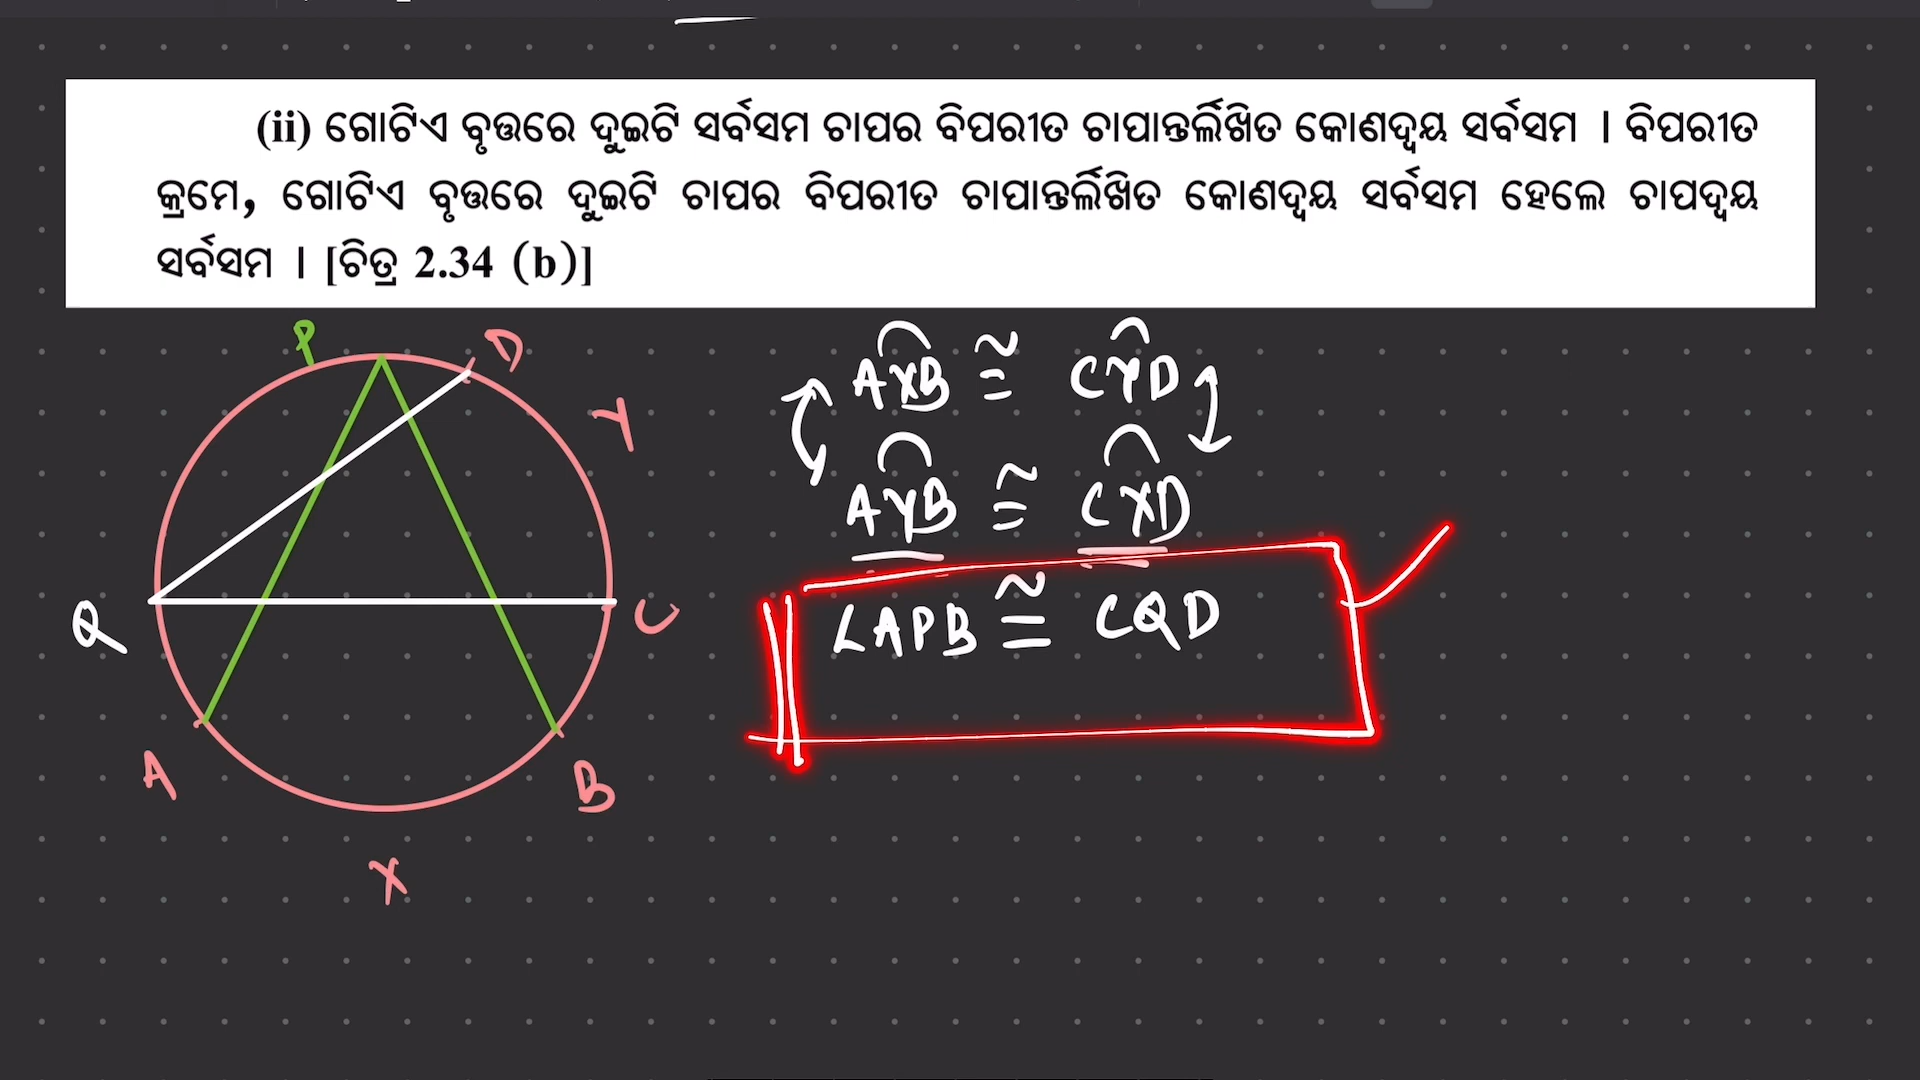 (ii) ଗୋଟିଏ ବୃତ୍ତରେ ଦୁଇଟି ସର୍ବସମ ଚାପର ବିପରୀତ ଚାପାନ୍ତର୍ଲିଖିତ କୋଣଦ୍ୱୟ ସର୍ବସମ । ବିପରୀତ
କ୍ରମେ, ଗୋଟିଏ ବୃତ୍ତରେ ଦୁଇଟି ଚାପର ବିପରୀତ ଚାପାନ୍ତର୍ଲିଖିତ କୋଣଦ୍ୱୟ ସର୍ବସମ ହେଲେ ଚାପଦ୍ୱୟ
ସର୍ବସମ । [ଚିତ୍ର 2.34 (b)]
P
D
Y
Q
C
A
B
X
AXB ≅ CYD
AYB ≅ CXD
∠APB ≅ CQD